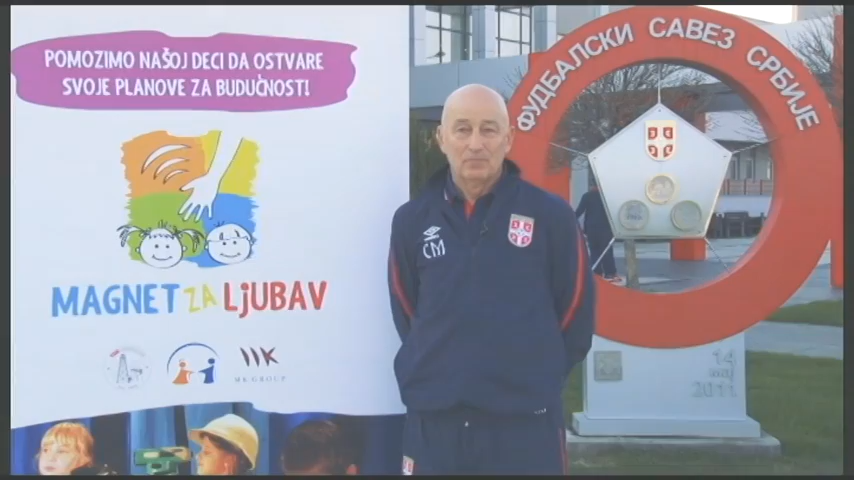 POMOZIMO NAŠOJ DECI DA OSTVARE
SVOJE PLANOVE ZA BUDUĆNOST!
MAGNET ZA LjUBAV
MK GROUP
CM
ФУДБАЛСКИ САВЕЗ СРБИЈЕ
14
мај
2011